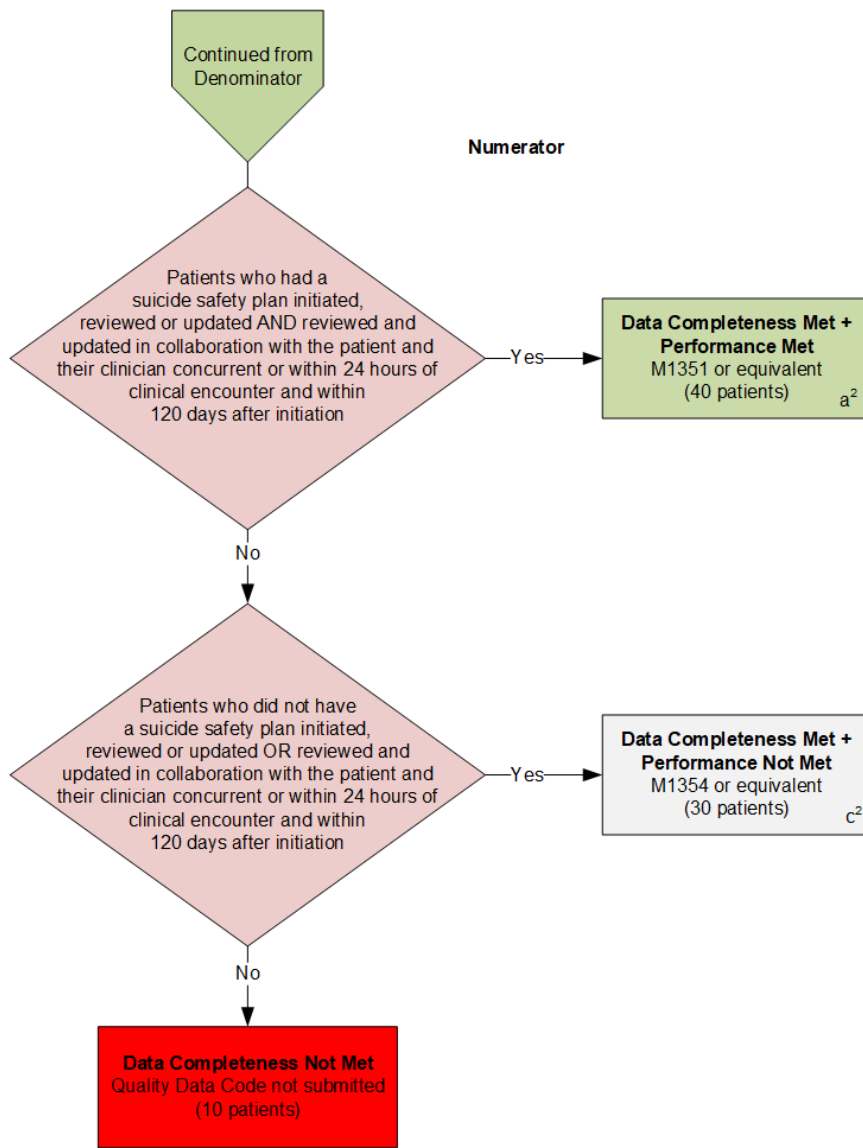 Continued from
Denominator
Numerator
Patients who had a
suicide safety plan initiated,
reviewed or updated AND reviewed and
updated in collaboration with the patient and
their clinician concurrent or within 24 hours of
clinical encounter and within
120 days after initiation
Yes
Data Completeness Met +
Performance Met
M1351 or equivalent
(40 patients)
a²
No
Patients who did not have
a suicide safety plan initiated,
reviewed or updated OR reviewed and
updated in collaboration with the patient and
their clinician concurrent or within 24 hours of
clinical encounter and within
120 days after initiation
Yes
Data Completeness Met +
Performance Not Met
M1354 or equivalent
(30 patients)
c²
No
Data Completeness Not Met
Quality Data Code not submitted
(10 patients)